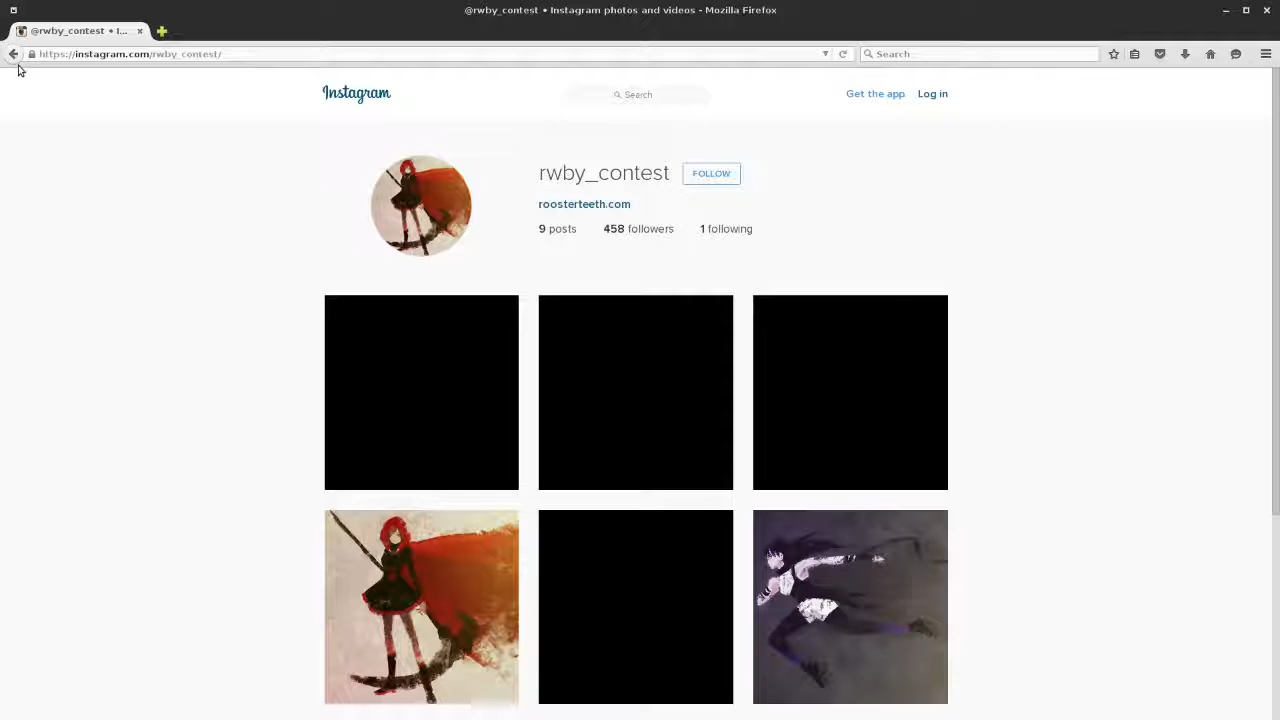 @rwby_contest • Instagram photos and videos - Mozilla Firefox
@rwby_contest • I...
https://instagram.com/rwby_contest/
Search
Instagram
Search
Get the app
Log in
rwby_contest
FOLLOW
roosterteeth.com
9 posts
458 followers
1 following